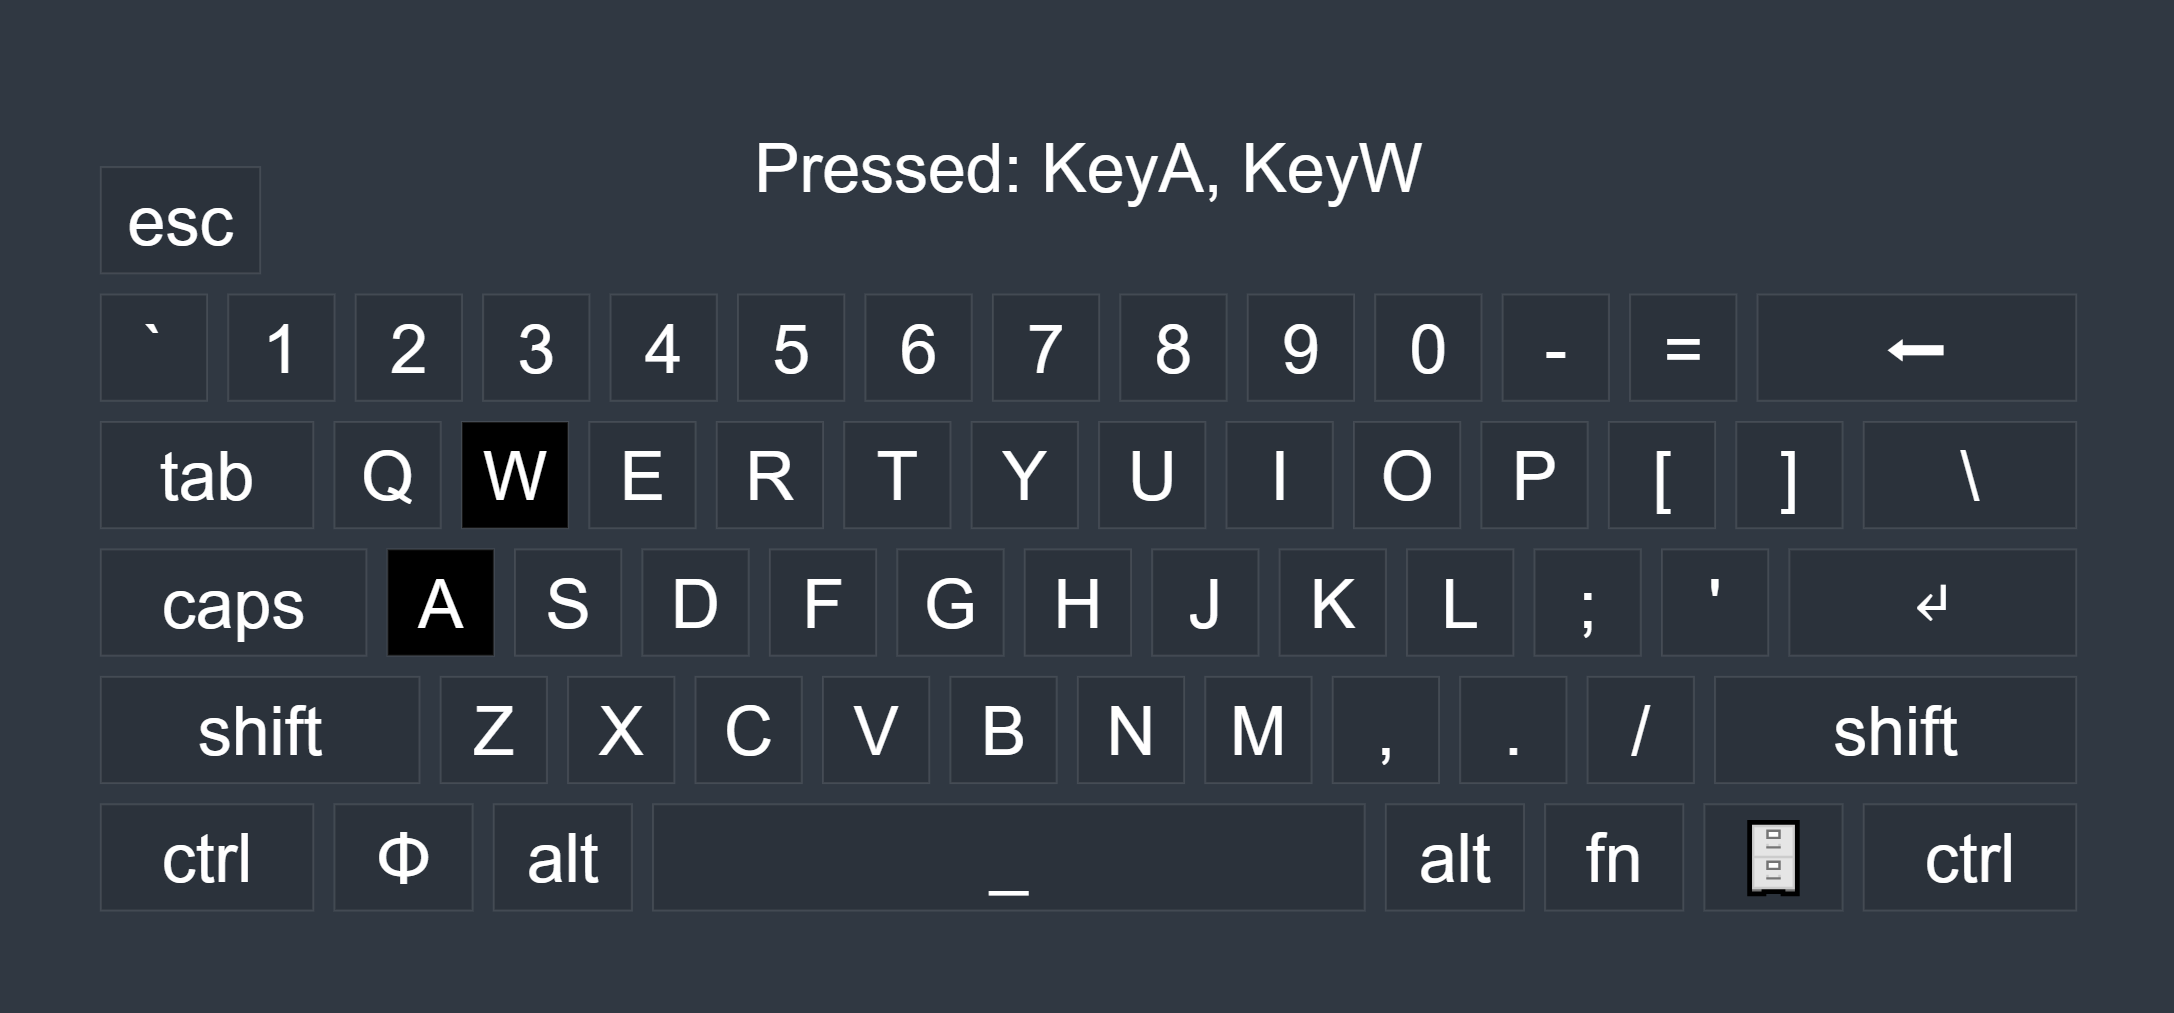 Pressed: KeyA, KeyW
esc
` 1 2 3 4 5 6 7 8 9 0 - = ←
tab Q W E R T Y U I O P [ ] \
caps A S D F G H J K L ; ' ↵
shift Z X C V B N M , . / shift
ctrl Φ alt _ alt fn ctrl